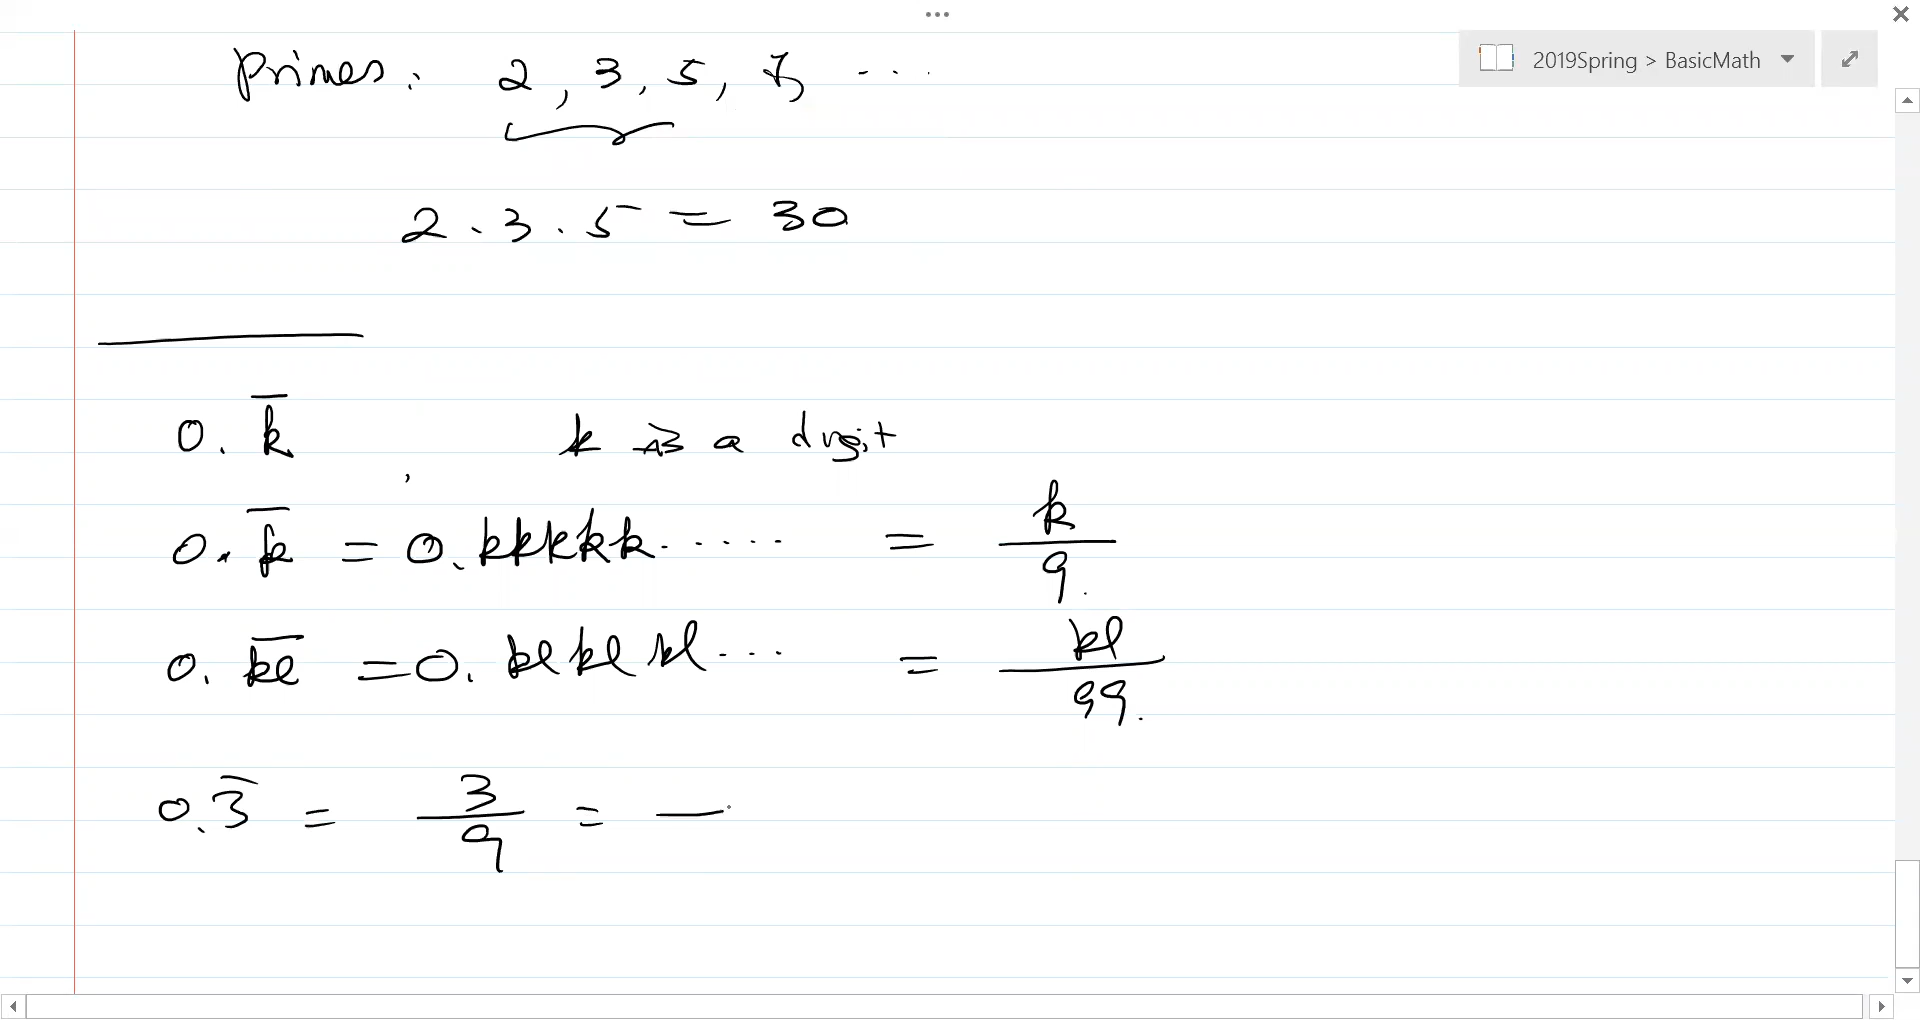 2019Spring > BasicMath
Primes: 2, 3, 5, 7, ...
2 . 3 . 5 = 30
0.k̅ , k is a digit
0.k̅ = 0.kkkkk..... = k/9.
0.k̅l̅ = 0.klklkl... = kl/99.
0.3̅ = 3/9 = —